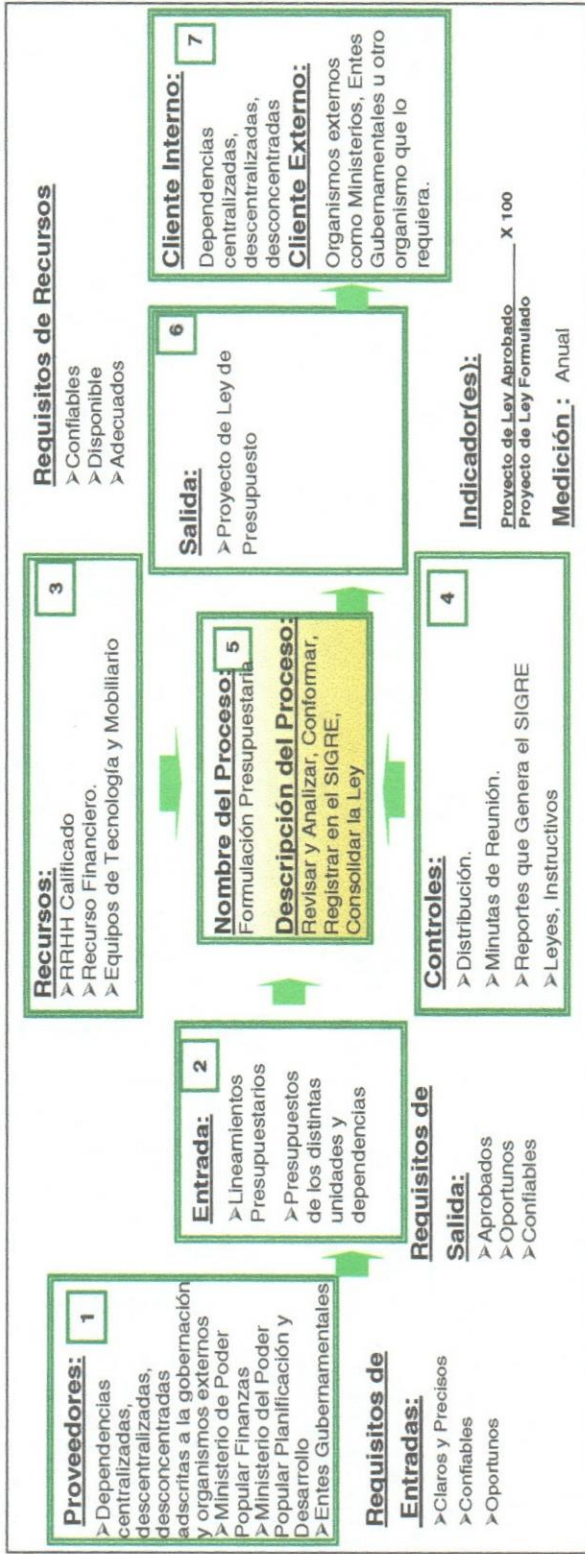 Proveedores:
1
➢Dependencias
centralizadas,
descentralizadas,
desconcentradas
adscritas a la gobernación
y organismos externos
➢Ministerio de Poder
Popular Finanzas
➢Ministerio del Poder
Popular Planificación y
Desarrollo
➢Entes Gubernamentales
Requisitos de
Entradas:
➢Claros y Precisos
➢Confiables
➢Oportunos
Entrada:
2
➢Lineamientos
Presupuestarios
➢Presupuestos
de los distintas
unidades y
dependencias
Requisitos de
Salida:
➢Aprobados
➢Oportunos
➢Confiables
Recursos:
3
➢RRHH Calificado
➢Recurso Financiero.
➢Equipos de Tecnología y Mobiliario
Nombre del Proceso:
5
Formulación Presupuestaria
Descripción del Proceso:
Revisar y Analizar, Conformar,
Registrar en el SIGRE,
Consolidar la Ley
Controles:
4
➢Distribución.
➢Minutas de Reunión.
➢Reportes que Genera el SIGRE
➢Leyes, Instructivos
Requisitos de Recursos
➢Confiables
➢Disponible
➢Adecuados
Salida:
6
➢Proyecto de Ley de
Presupuesto
Indicador(es):
Proyecto de Ley Aprobado X 100
Proyecto de Ley Formulado
Medición : Anual
Cliente Interno:
7
Dependencias
centralizadas,
descentralizadas,
desconcentradas
Cliente Externo:
Organismos externos
como Ministerios, Entes
Gubernamentales u otro
organismo que lo
requiera.